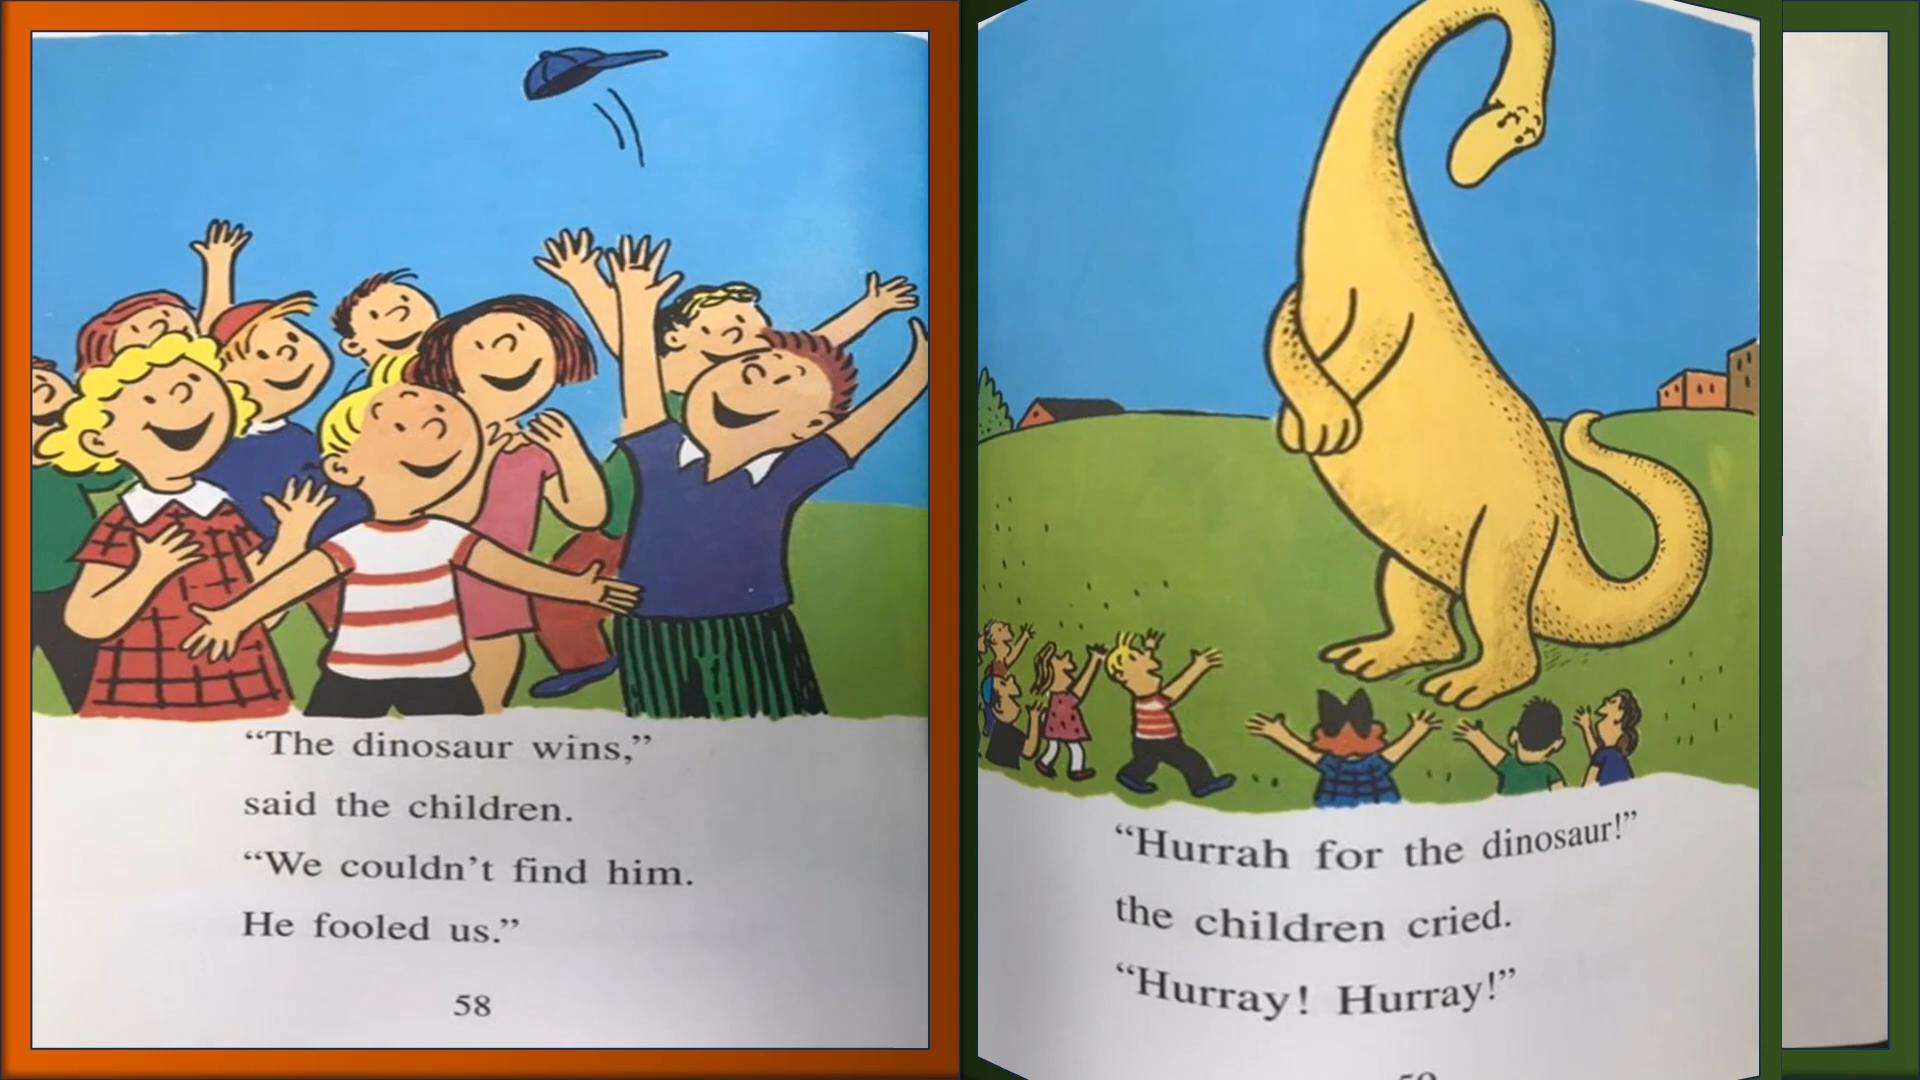 “The dinosaur wins,”
said the children.
“We couldn’t find him.
He fooled us.”
58
“Hurrah for the dinosaur!”
the children cried.
“Hurray! Hurray!”